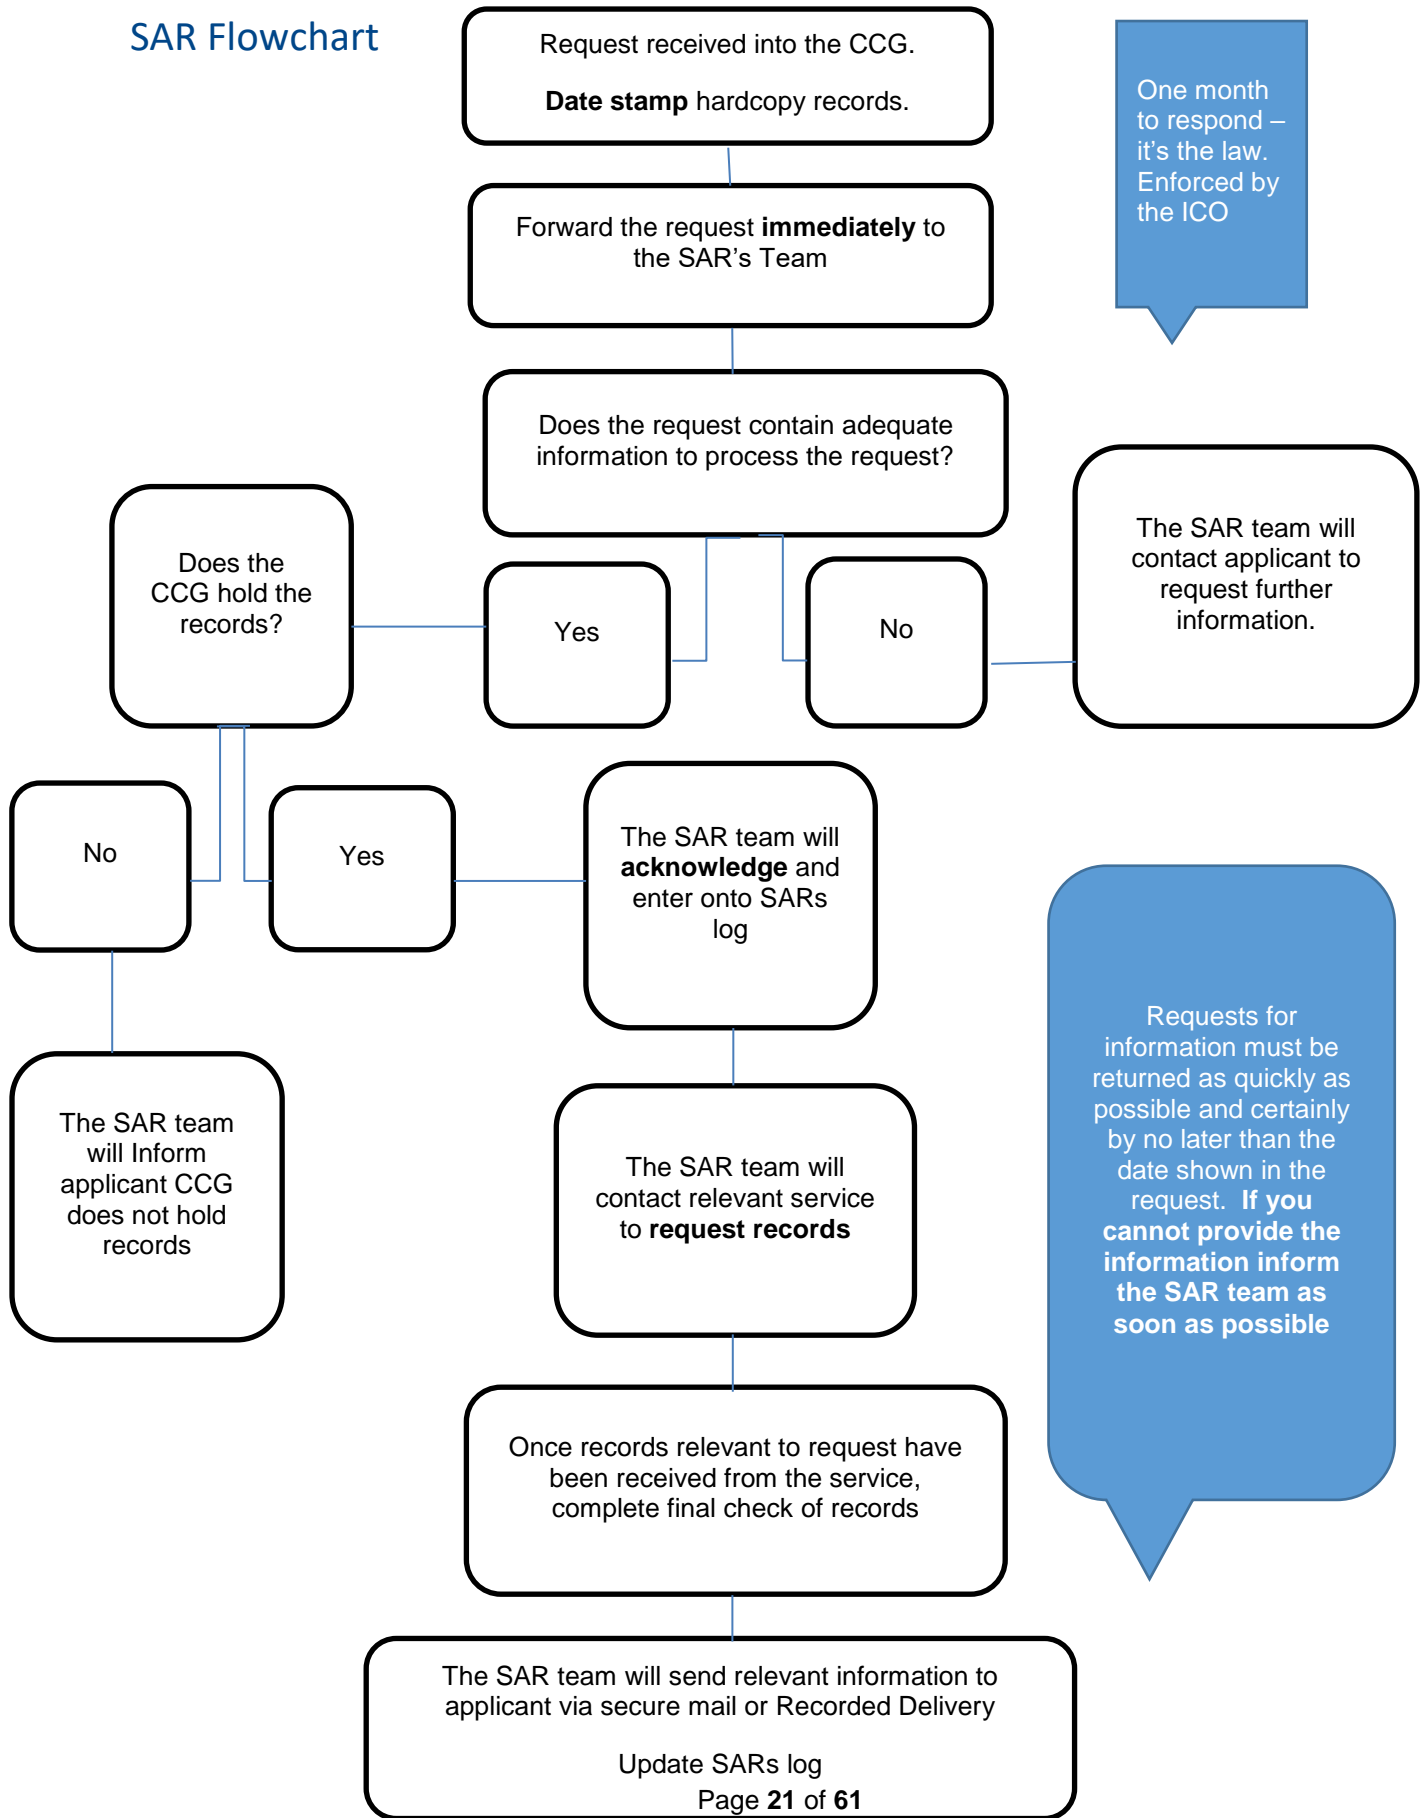 SAR Flowchart
Request received into the CCG.
Date stamp hardcopy records.
One month
to respond –
it's the law.
Enforced by
the ICO
Forward the request immediately to
the SAR's Team
Does the request contain adequate
information to process the request?
The SAR team will
contact applicant to
request further
information.
Does the
CCG hold the
records?
Yes
No
No
Yes
The SAR team will
acknowledge and
enter onto SARs
log
Requests for
information must be
returned as quickly as
possible and certainly
by no later than the
date shown in the
request. If you
cannot provide the
information inform
the SAR team as
soon as possible
The SAR team
will Inform
applicant CCG
does not hold
records
The SAR team will
contact relevant service
to request records
Once records relevant to request have
been received from the service,
complete final check of records
The SAR team will send relevant information to
applicant via secure mail or Recorded Delivery
Update SARs log
Page 21 of 61